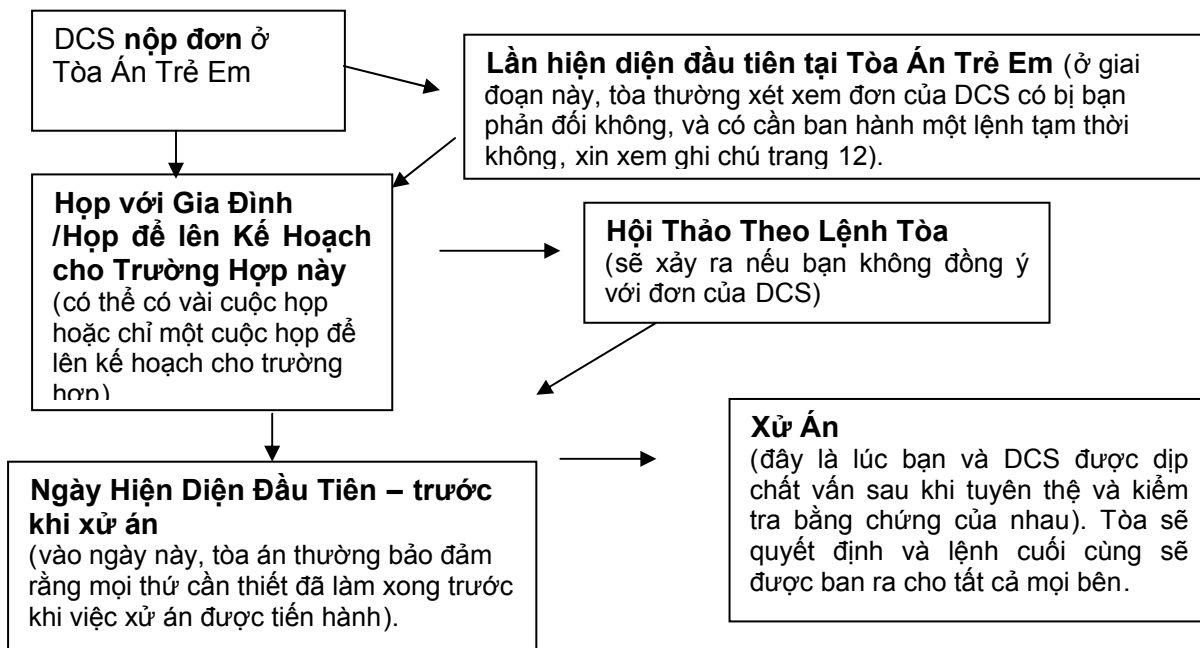 DCS nộp đơn ở
Tòa Án Trẻ Em
Lần hiện diện đầu tiên tại Tòa Án Trẻ Em (ở giai
đoạn này, tòa thường xét xem đơn của DCS có bị bạn
phản đối không, và có cần ban hành một lệnh tạm thời
không, xin xem ghi chú trang 12).
Họp với Gia Đình
/Họp để lên Kế Hoạch
cho Trường Hợp này
(có thể có vài cuộc họp
hoặc chỉ một cuộc họp để
lên kế hoạch cho trường
hợp)
Hội Thảo Theo Lệnh Tòa
(sẽ xảy ra nếu bạn không đồng ý
với đơn của DCS)
Ngày Hiện Diện Đầu Tiên – trước
khi xử án
(vào ngày này, tòa án thường bảo đảm
rằng mọi thứ cần thiết đã làm xong trước
khi việc xử án được tiến hành).
Xử Án
(đây là lúc bạn và DCS được dịp
chất vấn sau khi tuyên thệ và kiểm
tra bằng chứng của nhau). Tòa sẽ
quyết định và lệnh cuối cùng sẽ
được ban ra cho tất cả mọi bên.